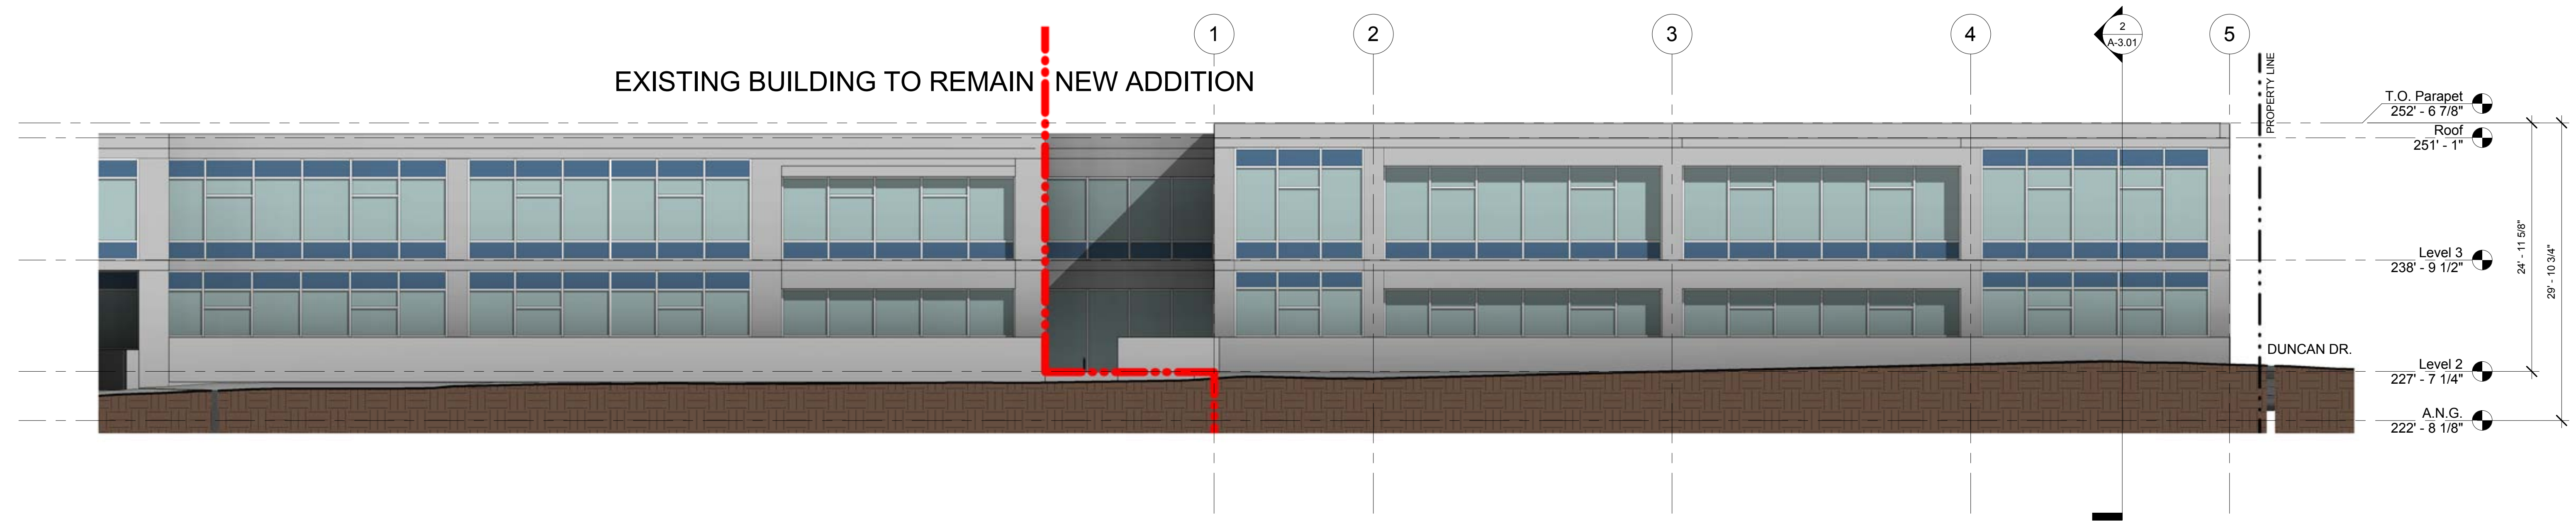 1
2
3
4
2
A-3.01
5
EXISTING BUILDING TO REMAIN
NEW ADDITION
PROPERTY LINE
T.O. Parapet
252' - 6 7/8"
Roof
251' - 1"
Level 3
238' - 9 1/2"
24' - 11 5/8"
29' - 10 3/4"
DUNCAN DR.
Level 2
227' - 7 1/4"
A.N.G.
222' - 8 1/8"